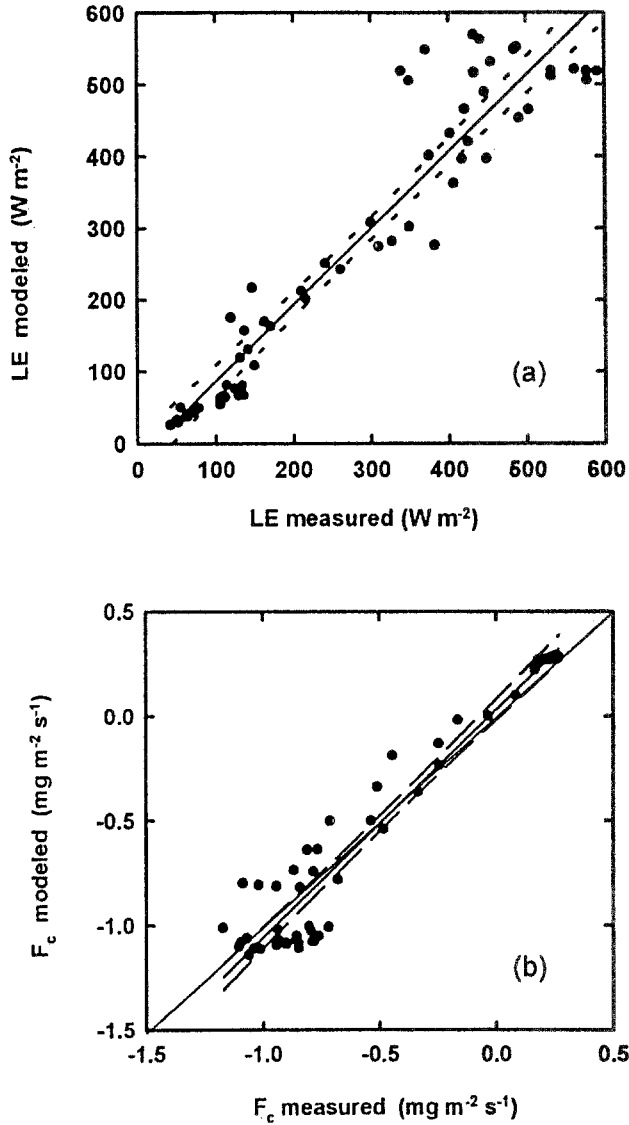 600
500
400
300
200
100
0
LE modeled (W m-2)
(a)
0 100 200 300 400 500 600
LE measured (W m-2)
0.5
0.0
-0.5
-1.0
-1.5
Fc modeled (mg m-2 s-1)
(b)
-1.5 -1.0 -0.5 0.0 0.5
Fc measured (mg m-2 s-1)